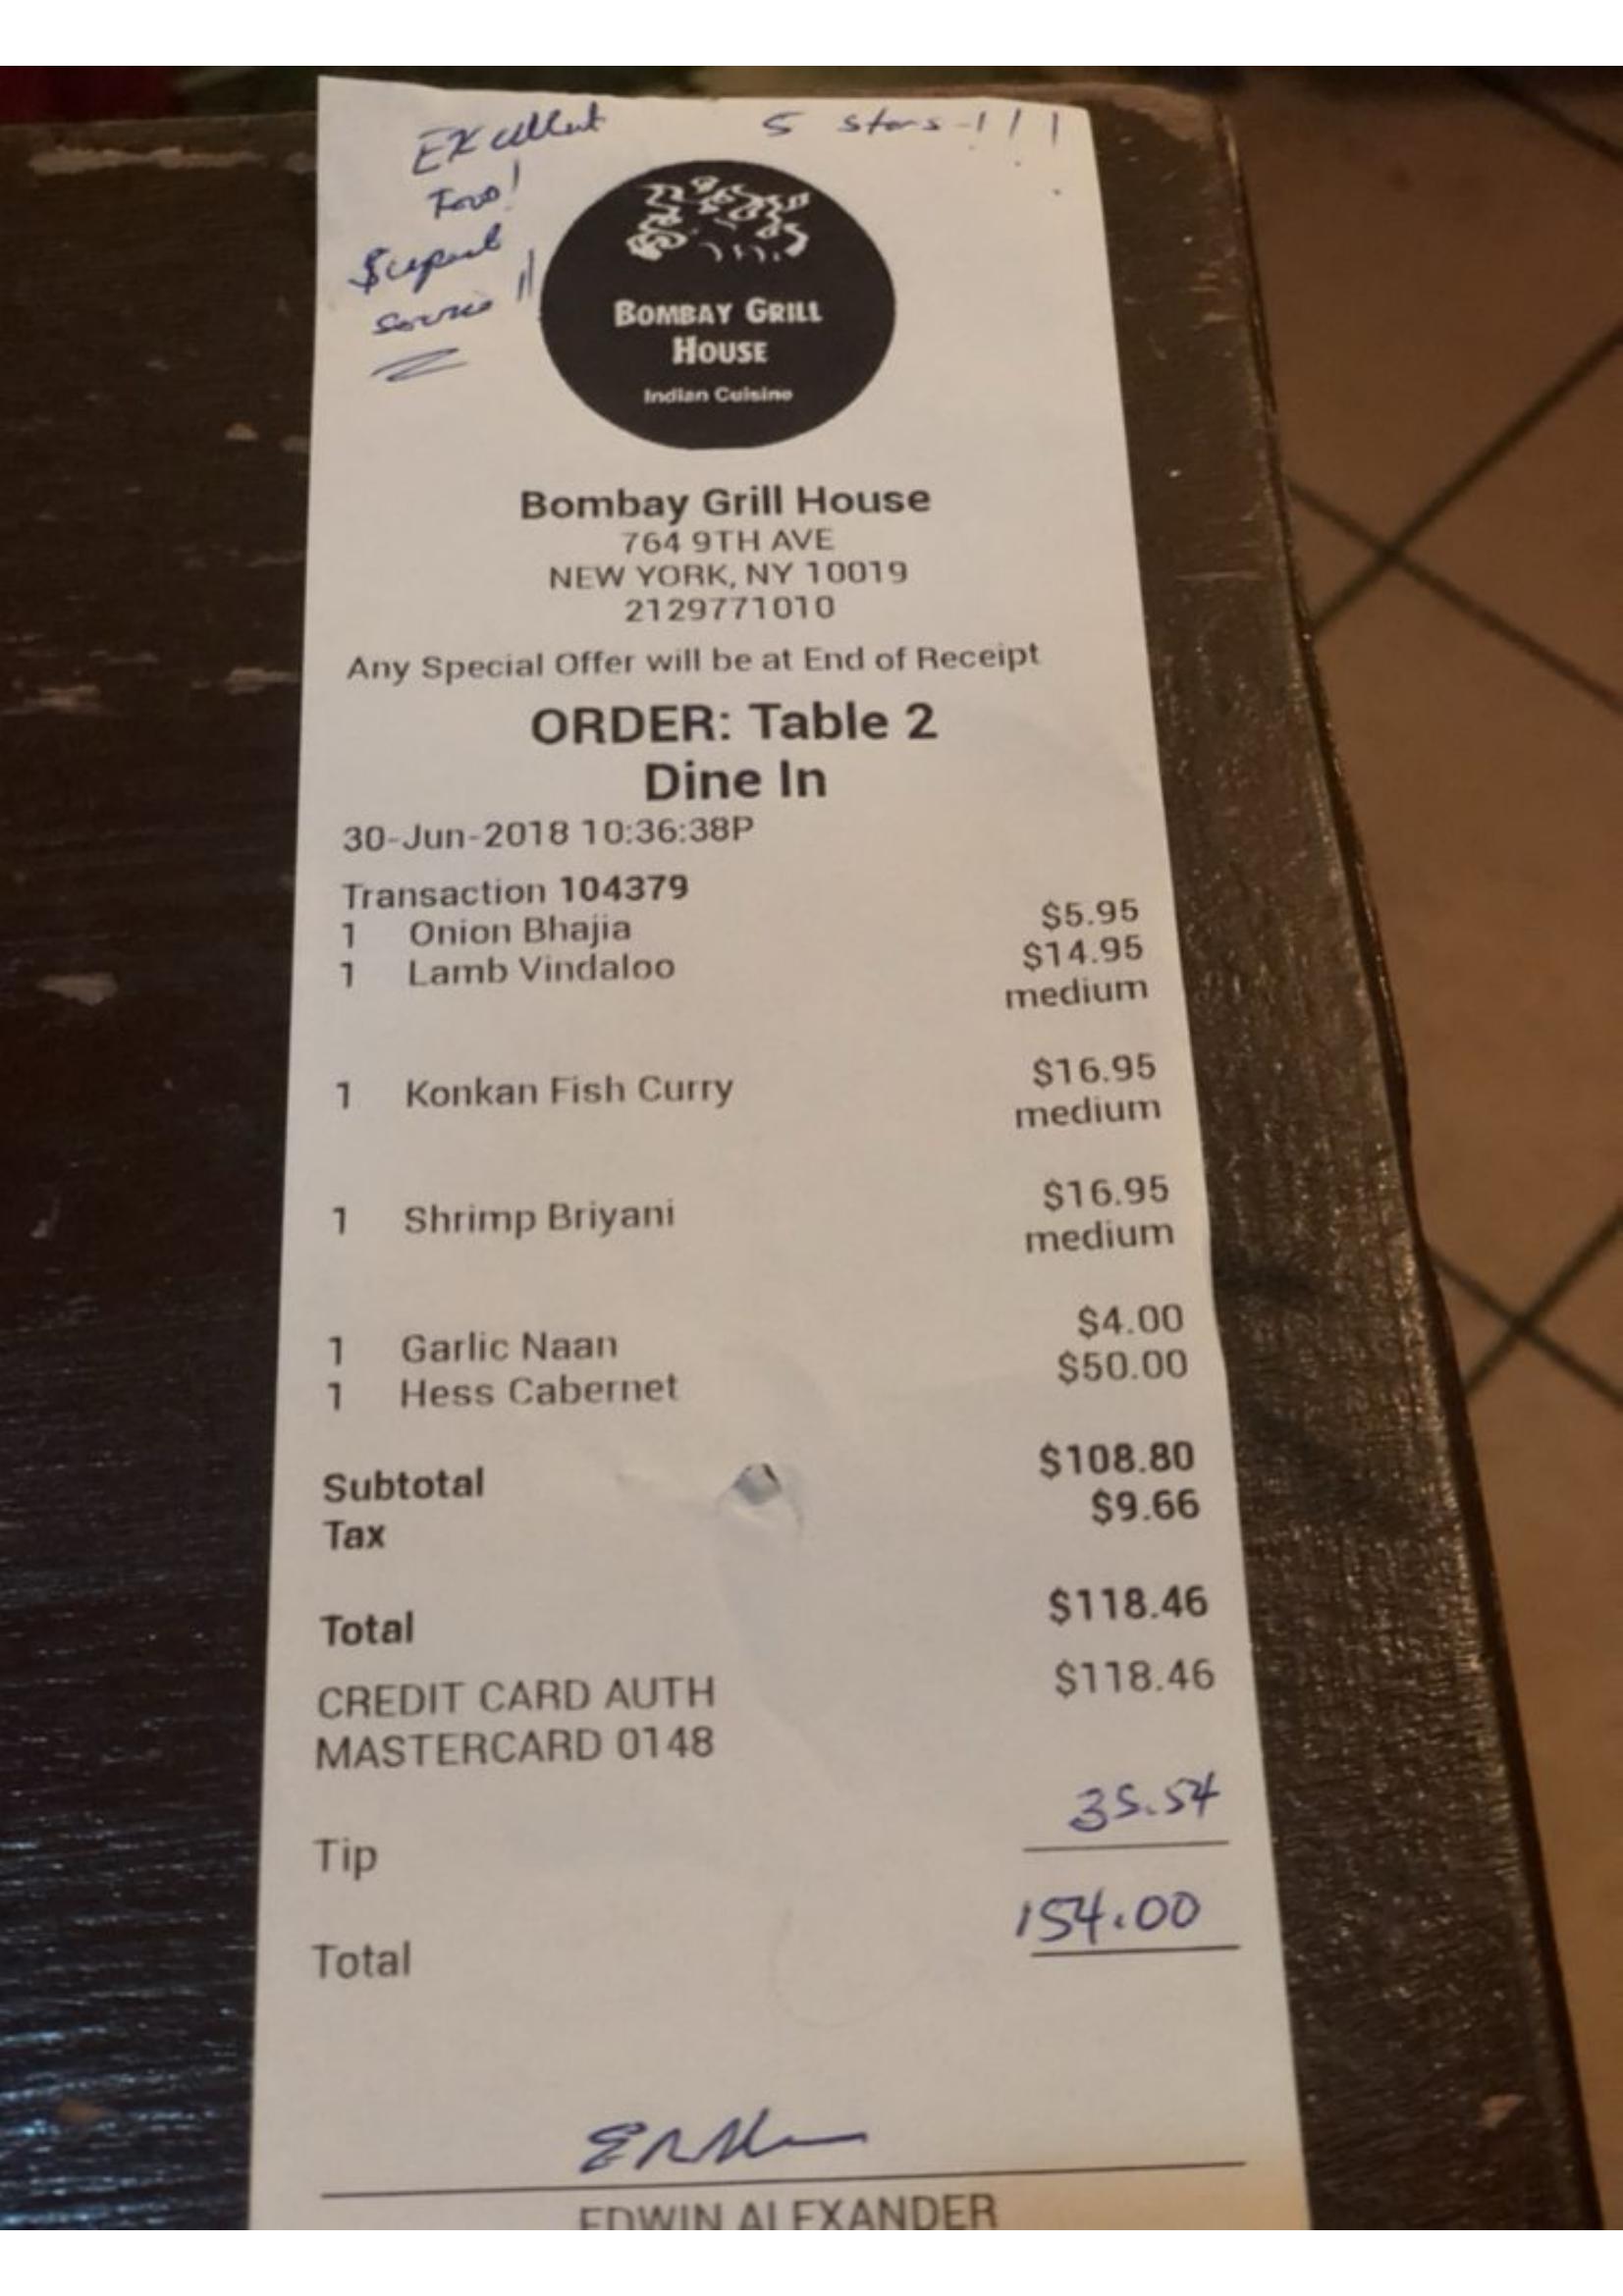 Excellent 5 stars!!!
Food!
Superb
service!!
BOMBAY GRILL
HOUSE
Indian Cuisine
Bombay Grill House
764 9TH AVE
NEW YORK, NY 10019
2129771010
Any Special Offer will be at End of Receipt
ORDER: Table 2
Dine In
30-Jun-2018 10:36:38P
Transaction 104379
1 Onion Bhajia $5.95
1 Lamb Vindaloo $14.95
medium
1 Konkan Fish Curry $16.95
medium
1 Shrimp Briyani $16.95
medium
1 Garlic Naan $4.00
1 Hess Cabernet $50.00
Subtotal $108.80
Tax $9.66
Total $118.46
CREDIT CARD AUTH $118.46
MASTERCARD 0148
Tip 35.54
Total 154.00
EDWIN ALEXANDER